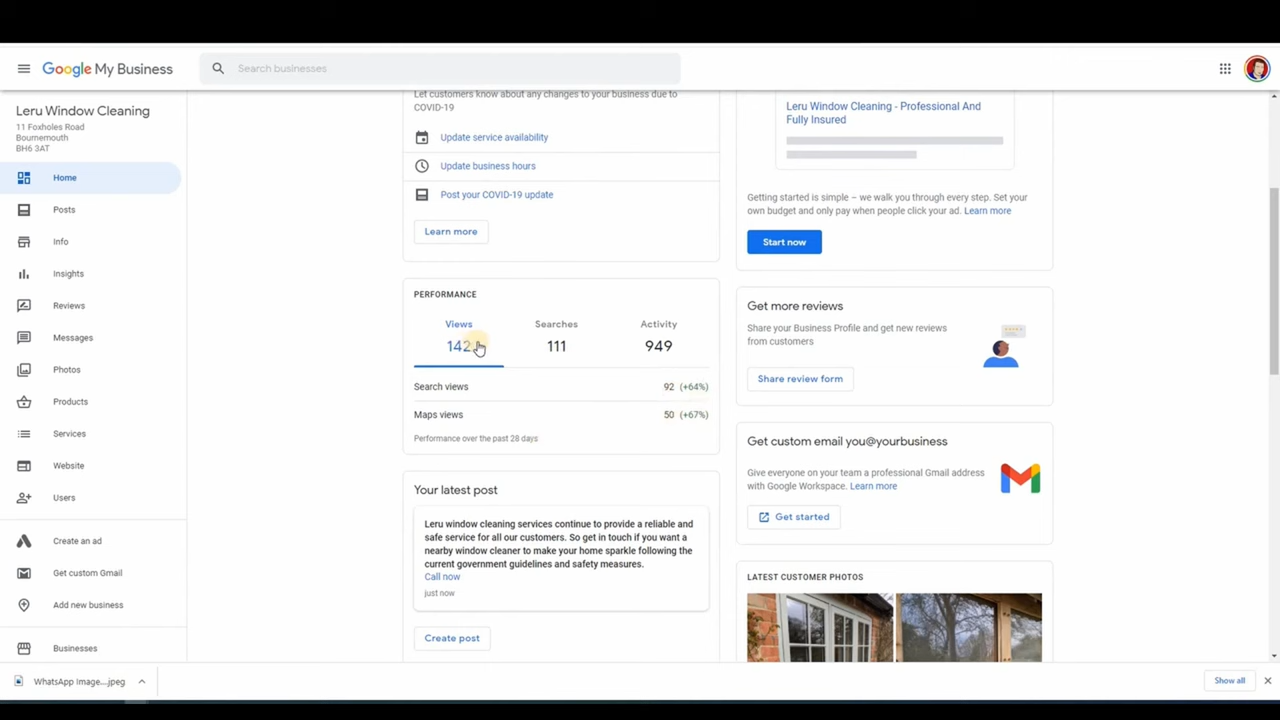 Google My Business
Search businesses
Leru Window Cleaning
11 Foxholes Road
Bournemouth
BH6 3AT
Home
Posts
Info
Insights
Reviews
Messages
Photos
Products
Services
Website
Users
Create an ad
Get custom Gmail
Add new business
Businesses
Let customers know about any changes to your business due to
COVID-19
Update service availability
Update business hours
Post your COVID-19 update
Learn more
PERFORMANCE
Views
142
Searches
111
Activity
949
Search views
92 (+64%)
Maps views
50 (+67%)
Performance over the past 28 days
Your latest post
Leru window cleaning services continue to provide a reliable and
safe service for all our customers. So get in touch if you want a
nearby window cleaner to make your home sparkle following the
current government guidelines and safety measures.
Call now
just now
Create post
Leru Window Cleaning - Professional And
Fully Insured
Getting started is simple – we walk you through every step. Set your
own budget and only pay when people click your ad. Learn more
Start now
Get more reviews
Share your Business Profile and get new reviews
from customers
Share review form
Get custom email you@yourbusiness
Give everyone on your team a professional Gmail address
with Google Workspace. Learn more
Get started
LATEST CUSTOMER PHOTOS
WhatsApp Image....jpeg
Show all